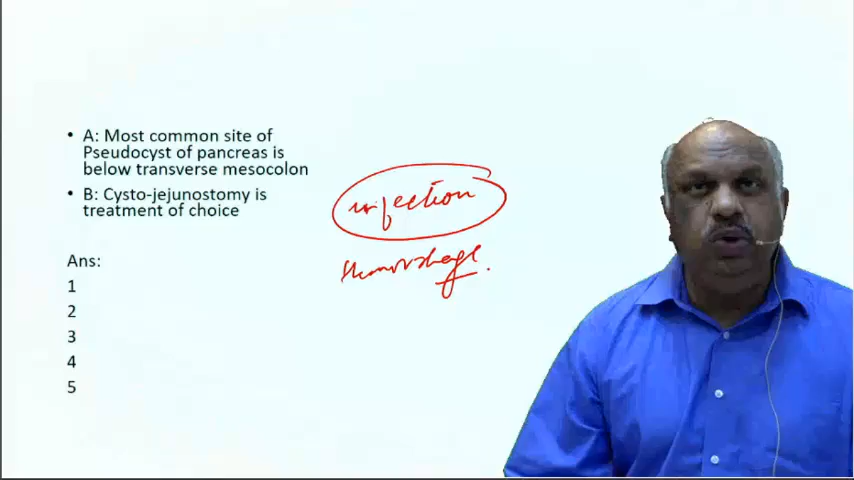 • A: Most common site of
Pseudocyst of pancreas is
below transverse mesocolon
• B: Cysto-jejunostomy is
treatment of choice
infection
Hemorrhage.
Ans:
1
2
3
4
5